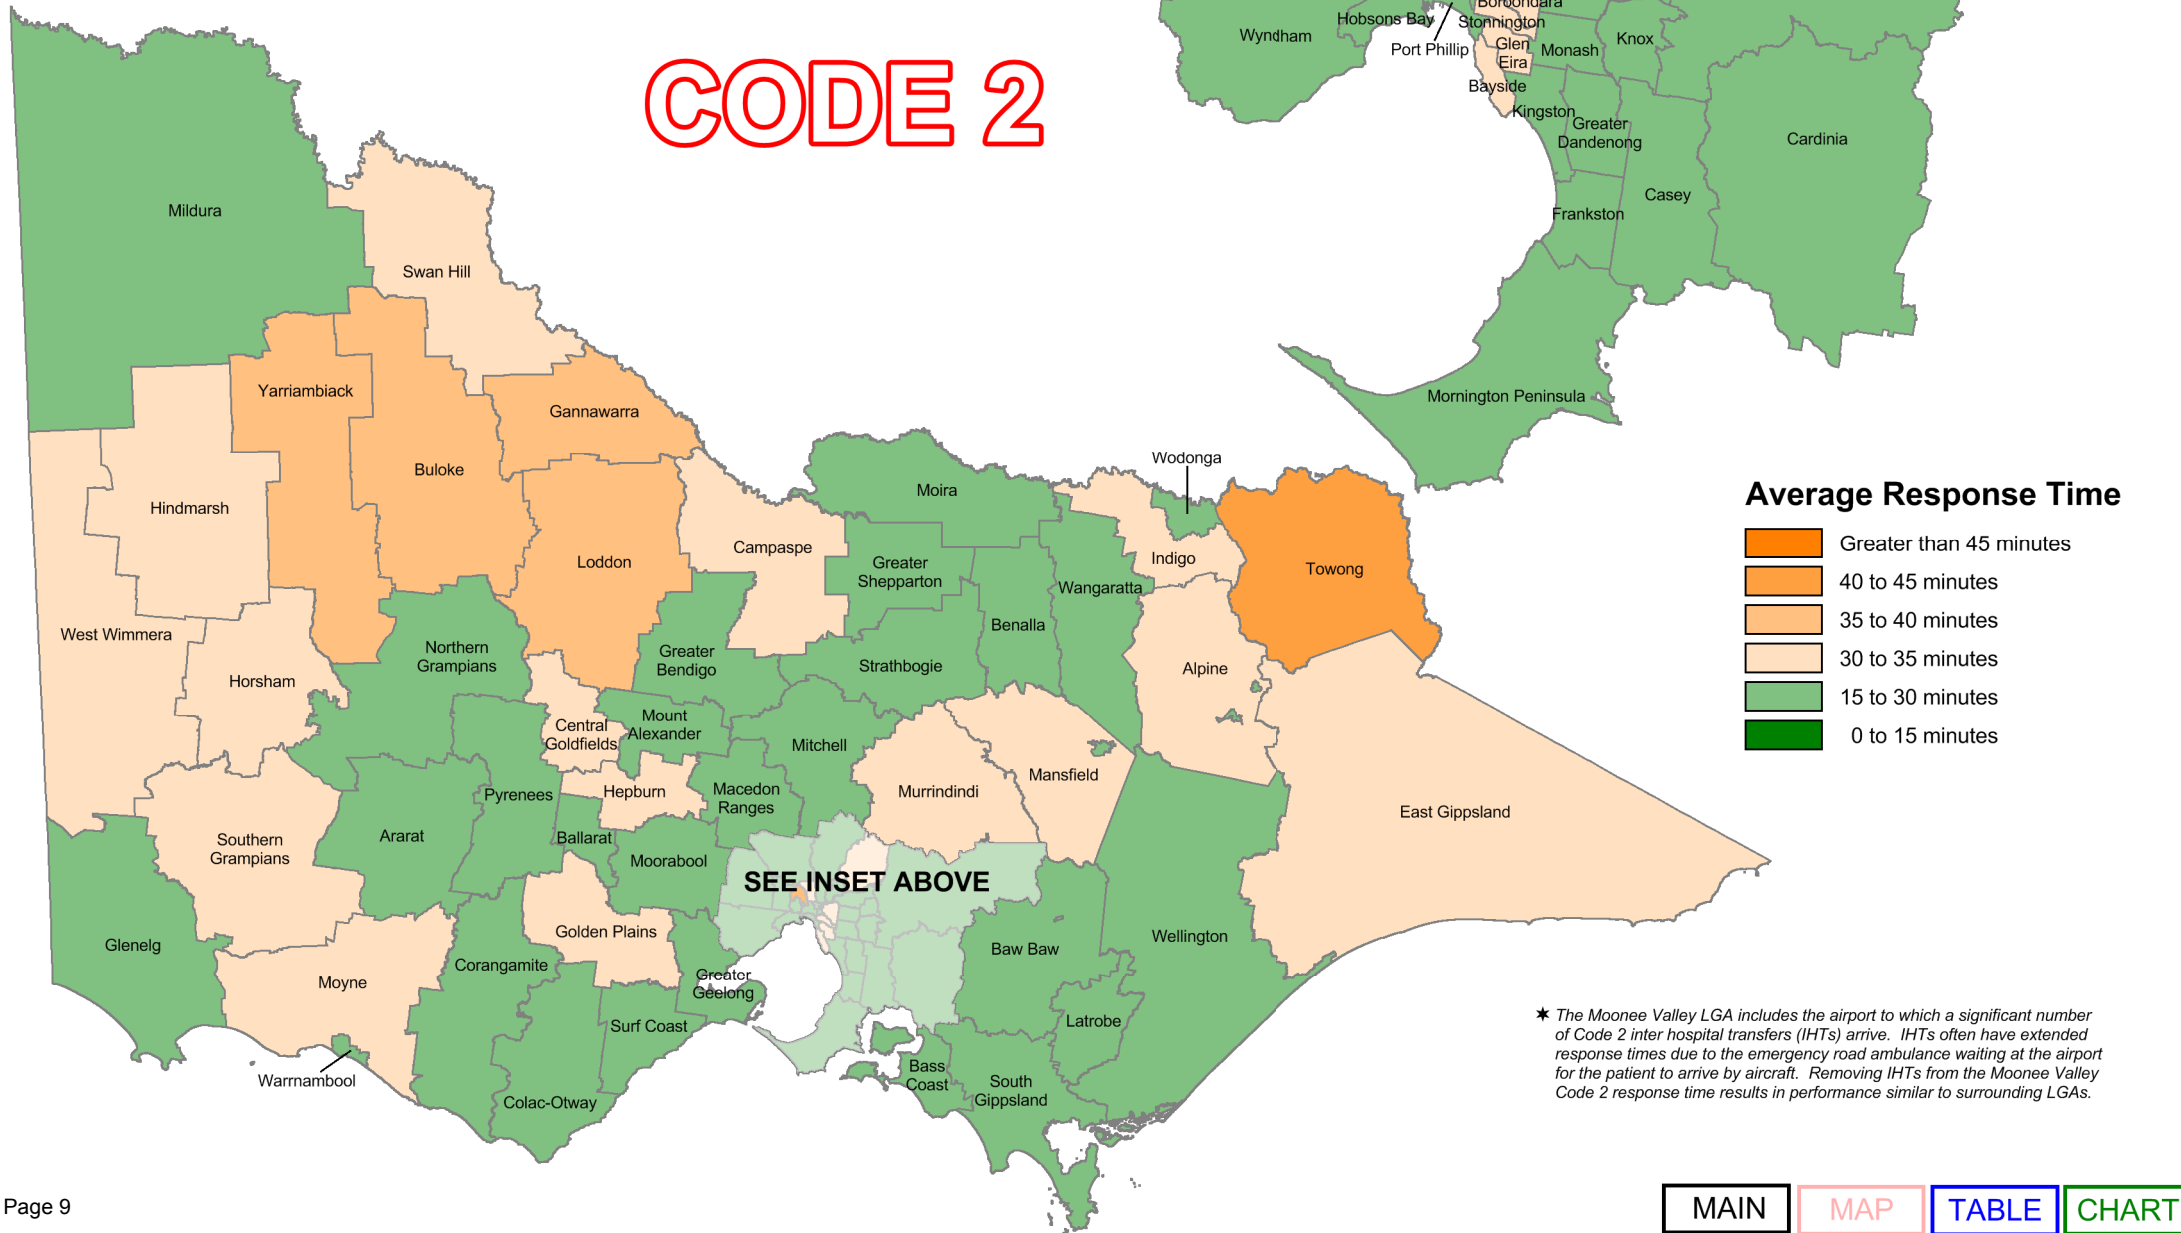 Boroondara
Hobsons Bay
Stonnington
Wyndham
Port Phillip
Glen
Eira
Monash
Knox
Bayside
Kingston
Greater
Dandenong
Cardinia
Casey
Frankston
Mornington Peninsula
CODE 2
Mildura
Swan Hill
Yarriambiack
Gannawarra
Buloke
Hindmarsh
Loddon
Campaspe
Moira
Wodonga
Greater
Shepparton
Wangaratta
Indigo
Towong
West Wimmera
Northern
Grampians
Horsham
Greater
Bendigo
Strathbogie
Benalla
Alpine
Central
Goldfields
Mount
Alexander
Mitchell
Murrindindi
Mansfield
Pyrenees
Hepburn
Macedon
Ranges
East Gippsland
Southern
Grampians
Ararat
Ballarat
Moorabool
SEE INSET ABOVE
Glenelg
Golden Plains
Moyne
Corangamite
Greater
Geelong
Baw Baw
Wellington
Surf Coast
Latrobe
Warrnambool
Colac-Otway
Bass
Coast
South
Gippsland
Average Response Time
Greater than 45 minutes
40 to 45 minutes
35 to 40 minutes
30 to 35 minutes
15 to 30 minutes
0 to 15 minutes
✶ The Moonee Valley LGA includes the airport to which a significant number
of Code 2 inter hospital transfers (IHTs) arrive.  IHTs often have extended
response times due to the emergency road ambulance waiting at the airport
for the patient to arrive by aircraft.  Removing IHTs from the Moonee Valley
Code 2 response time results in performance similar to surrounding LGAs.
Page 9
MAIN
MAP
TABLE
CHART